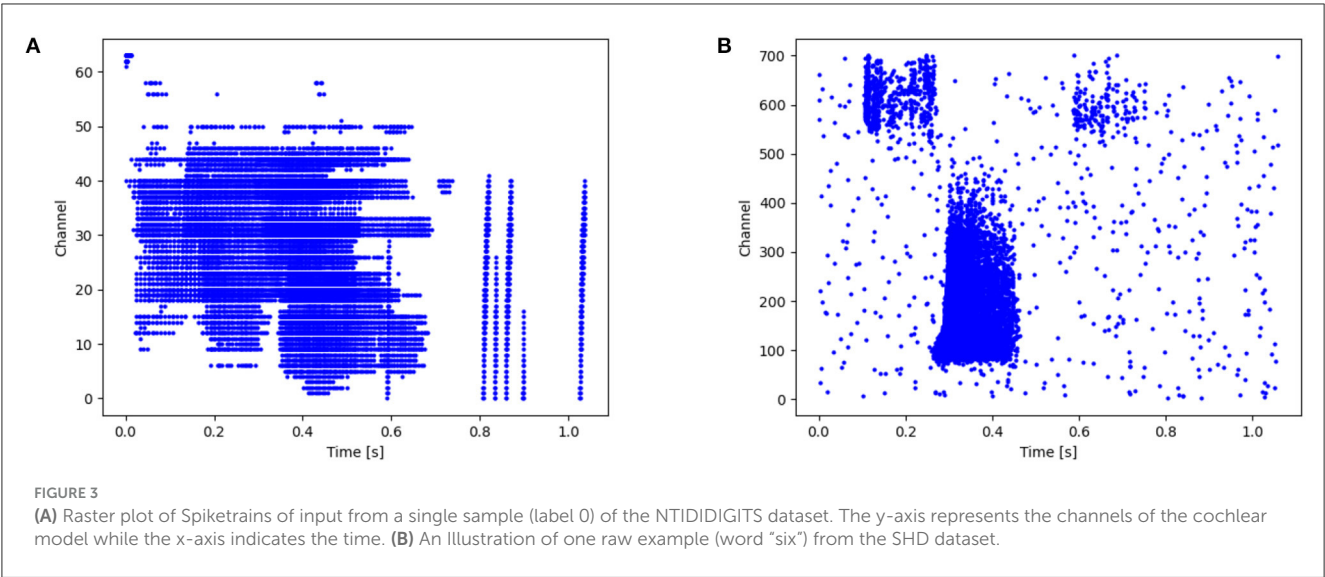 A
B
60
50
40
30
20
10
0
Channel
0.0 0.2 0.4 0.6 0.8 1.0
Time [s]
700
600
500
400
300
200
100
0
Channel
0.0 0.2 0.4 0.6 0.8 1.0
Time [s]
FIGURE 3
(A) Raster plot of Spiketrains of input from a single sample (label 0) of the NTIDIDIGITS dataset. The y-axis represents the channels of the cochlear
model while the x-axis indicates the time. (B) An Illustration of one raw example (word "six") from the SHD dataset.